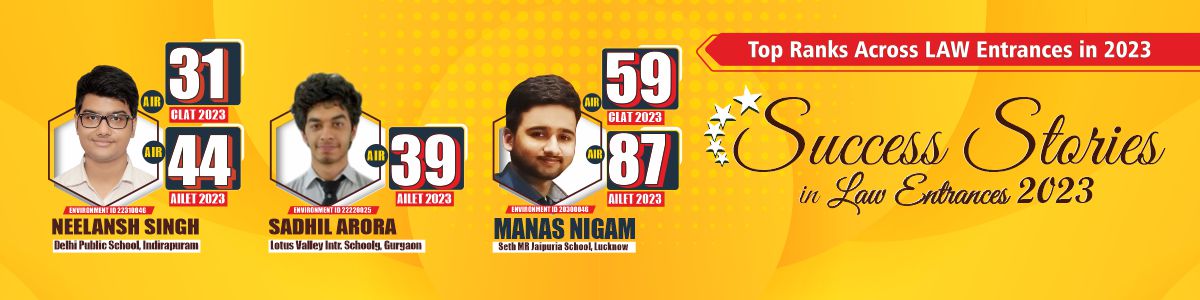 AIR
31
CLAT 2023
AIR
44
AILET 2023
ENVIRONMENT ID 22310046
NEELANSH SINGH
Delhi Public School, Indirapuram
AIR
39
AILET 2023
ENVIRONMENT ID 22220025
SADHIL ARORA
Lotus Valley Intr. Schoolg, Gurgaon
AIR
59
CLAT 2023
AIR
87
AILET 2023
ENVIRONMENT ID 20300046
MANAS NIGAM
Seth MR Jaipuria School, Lucknow
Top Ranks Across LAW Entrances in 2023
Success Stories
in Law Entrances 2023